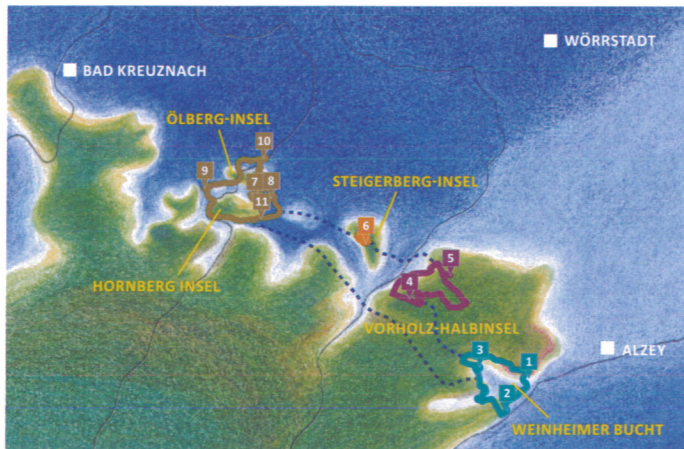 WÖRRSTADT
BAD KREUZNACH
ÖLBERG-INSEL
10
9
7 8
STEIGERBERG-INSEL
11
6
5
HORNBERG INSEL
4
VORHOLZ-HALBINSEL
3
1
ALZEY
2
WEINHEIMER BUCHT